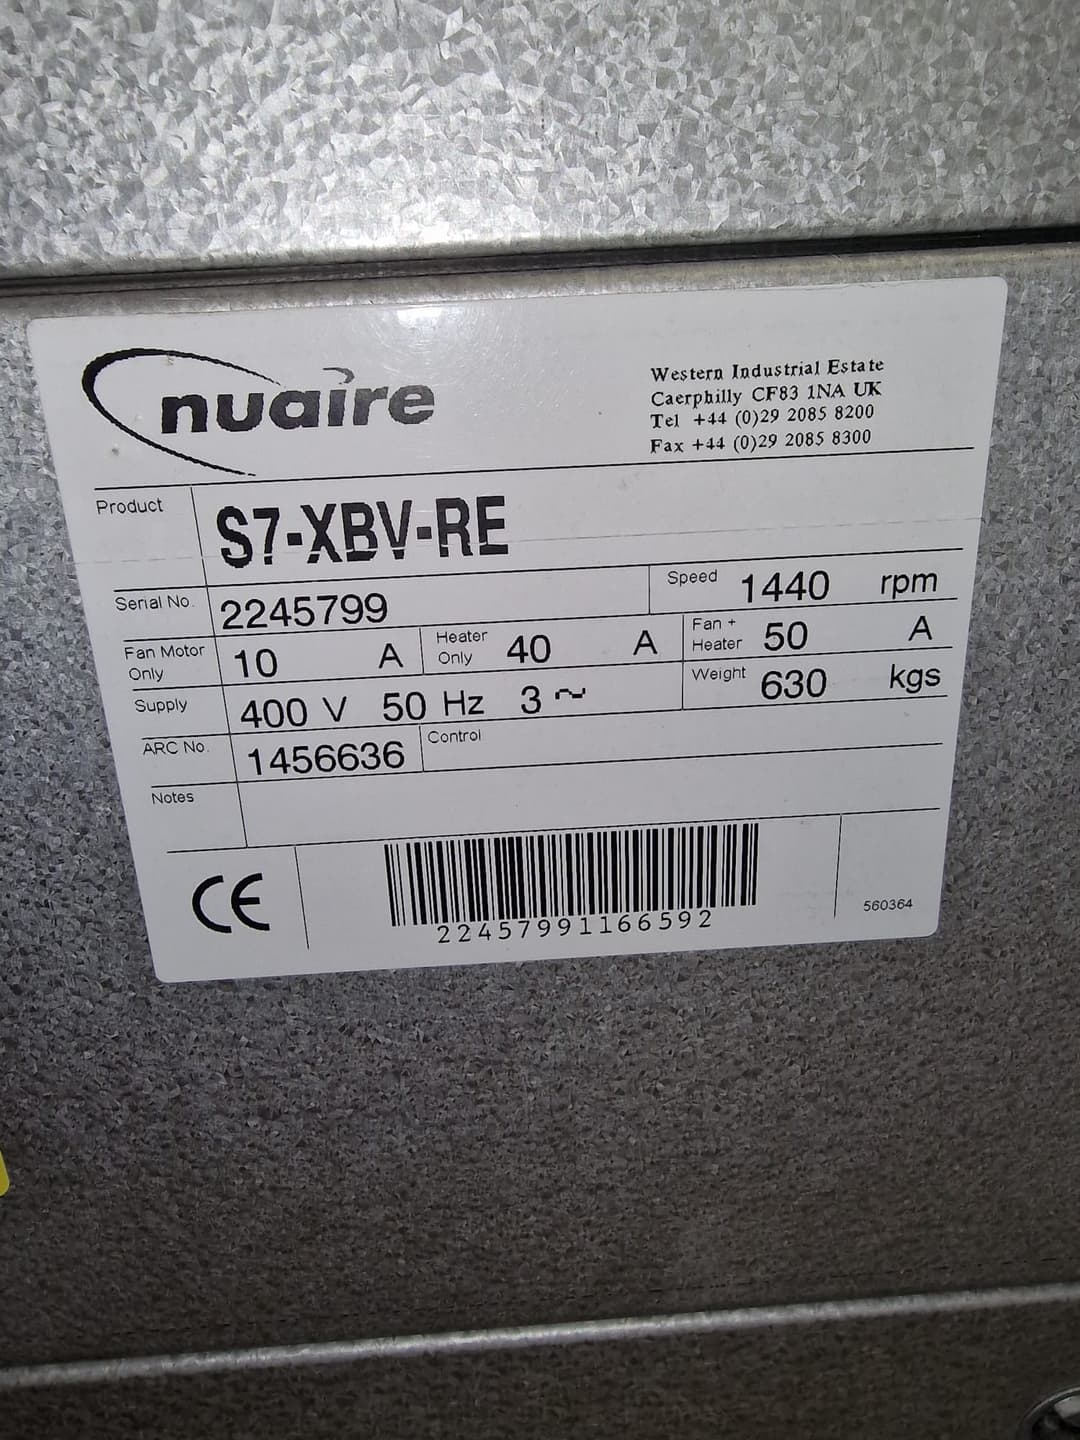 nuaire
Western Industrial Estate
Caerphilly CF83 1NA UK
Tel +44 (0)29 2085 8200
Fax +44 (0)29 2085 8300
Product S7-XBV-RE
Serial No. 2245799 Speed 1440 rpm
Fan Motor Only 10 A Heater Only 40 A Fan + Heater 50 A
Supply 400 V 50 Hz 3 ~ Weight 630 kgs
ARC No. 1456636 Control
Notes
CE
22457991166592
560364